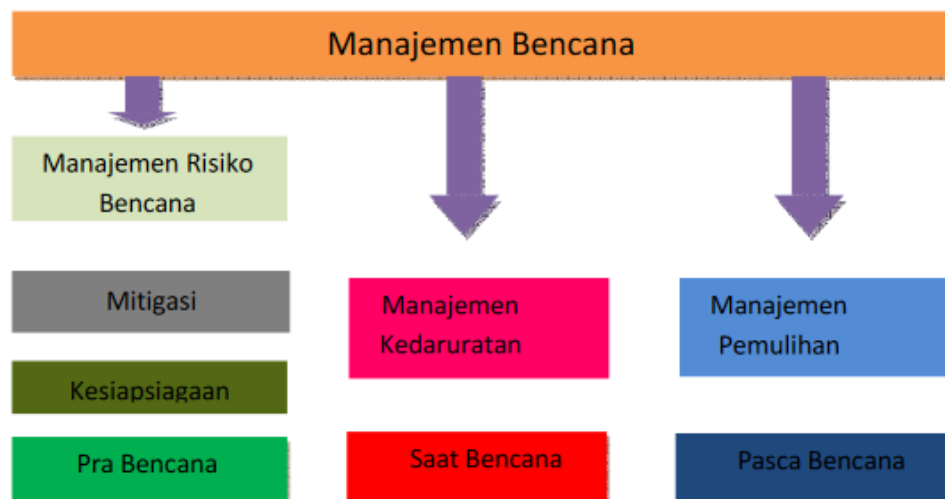 Manajemen Bencana
Manajemen Risiko
Bencana
Mitigasi
Kesiapsiagaan
Pra Bencana
Manajemen
Kedaruratan
Saat Bencana
Manajemen
Pemulihan
Pasca Bencana